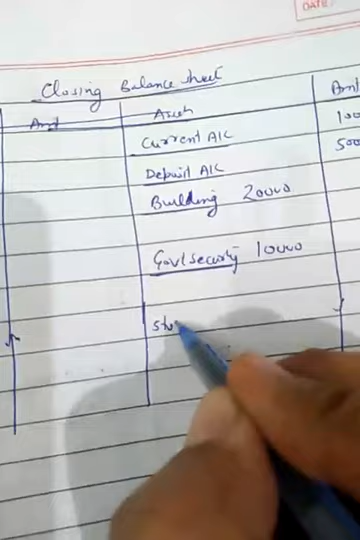 DATE:
Closing Balance sheet
Amt Assets Amt
Current A/C 100
Deposit A/C 500
Building 20000
Govt security 10000